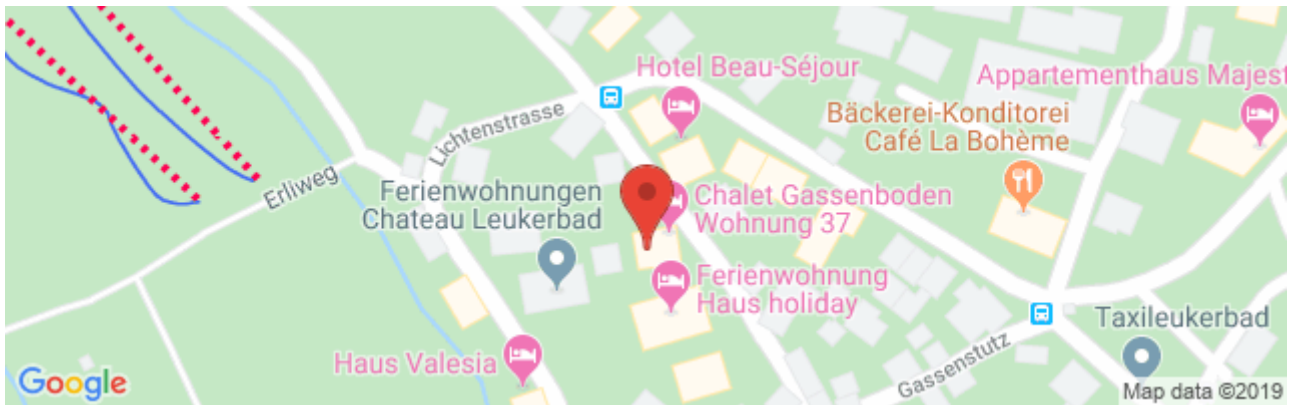 Hotel Beau-Séjour
Appartementhaus Majest
Bäckerei-Konditorei
Café La Bohème
Lichtenstrasse
Erliweg
Ferienwohnungen
Chateau Leukerbad
Chalet Gassenboden
Wohnung 37
Ferienwohnung
Haus holiday
Taxileukerbad
Haus Valesia
Gassenstutz
Google
Map data ©2019